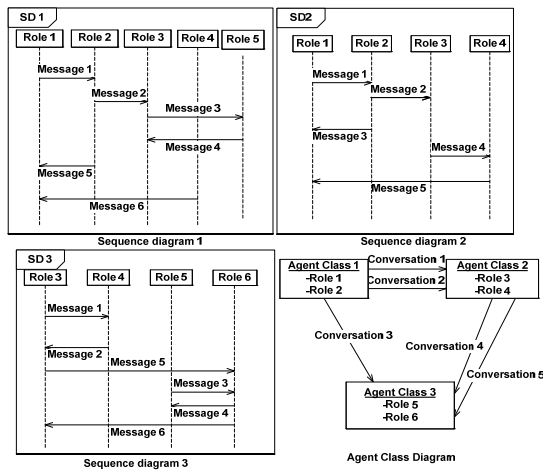 SD 1
Role 1 Role 2 Role 3 Role 4 Role 5
Message 1
Message 2
Message 3
Message 4
Message 5
Message 6
Sequence diagram 1
SD2
Role 1 Role 2 Role 3 Role 4
Message 1
Message 2
Message 3
Message 4
Message 5
Sequence diagram 2
SD 3
Role 3 Role 4 Role 5 Role 6
Message 1
Message 2
Message 5
Message 3
Message 4
Message 6
Sequence diagram 3
Agent Class 1
-Role 1
-Role 2
Conversation 1
Conversation 2
Agent Class 2
-Role 3
-Role 4
Conversation 3
Conversation 4
Conversation 5
Agent Class 3
-Role 5
-Role 6
Agent Class Diagram